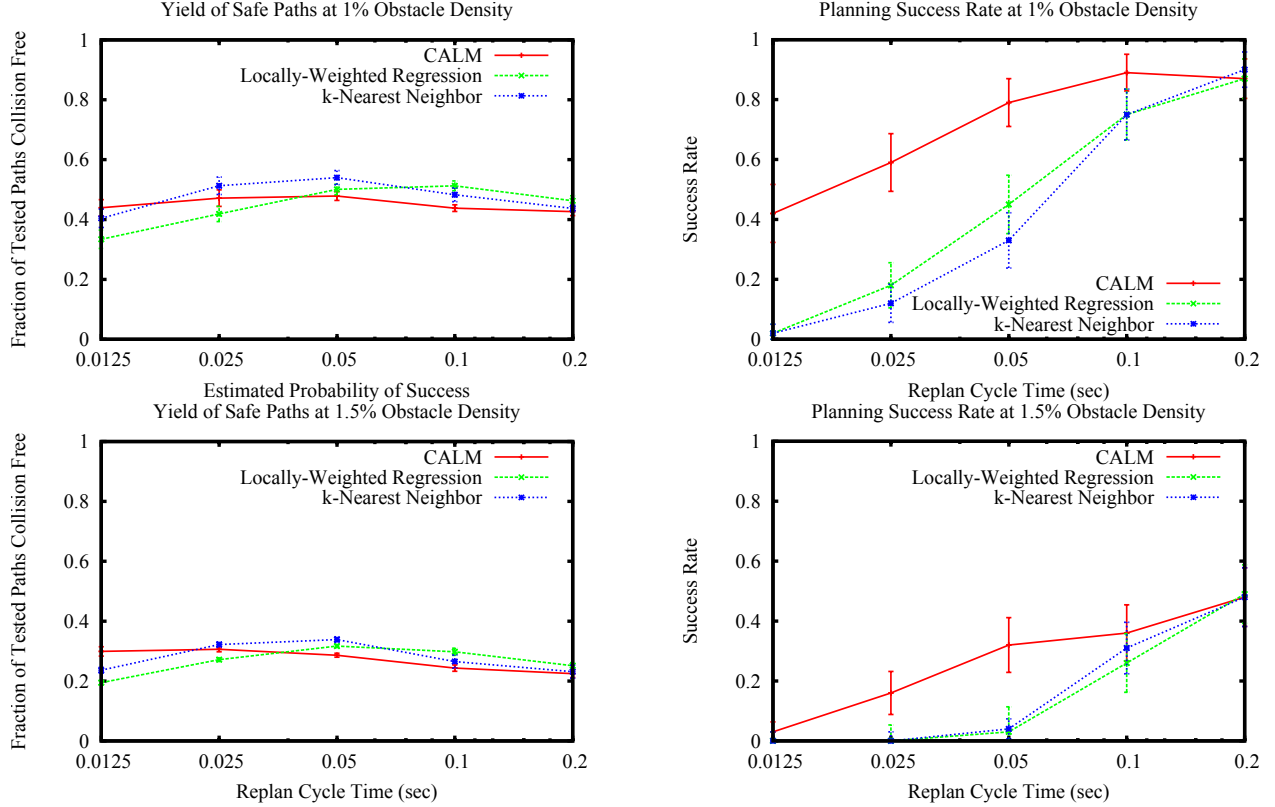 Yield of Safe Paths at 1% Obstacle Density
Fraction of Tested Paths Collision Free
1
0.8
0.6
0.4
0.2
0
CALM
Locally-Weighted Regression
k-Nearest Neighbor
0.0125 0.025 0.05 0.1 0.2
Estimated Probability of Success
Planning Success Rate at 1% Obstacle Density
Success Rate
1
0.8
0.6
0.4
0.2
0
CALM
Locally-Weighted Regression
k-Nearest Neighbor
0.0125 0.025 0.05 0.1 0.2
Replan Cycle Time (sec)
Yield of Safe Paths at 1.5% Obstacle Density
Fraction of Tested Paths Collision Free
1
0.8
0.6
0.4
0.2
0
CALM
Locally-Weighted Regression
k-Nearest Neighbor
0.0125 0.025 0.05 0.1 0.2
Replan Cycle Time (sec)
Planning Success Rate at 1.5% Obstacle Density
Success Rate
1
0.8
0.6
0.4
0.2
0
CALM
Locally-Weighted Regression
k-Nearest Neighbor
0.0125 0.025 0.05 0.1 0.2
Replan Cycle Time (sec)